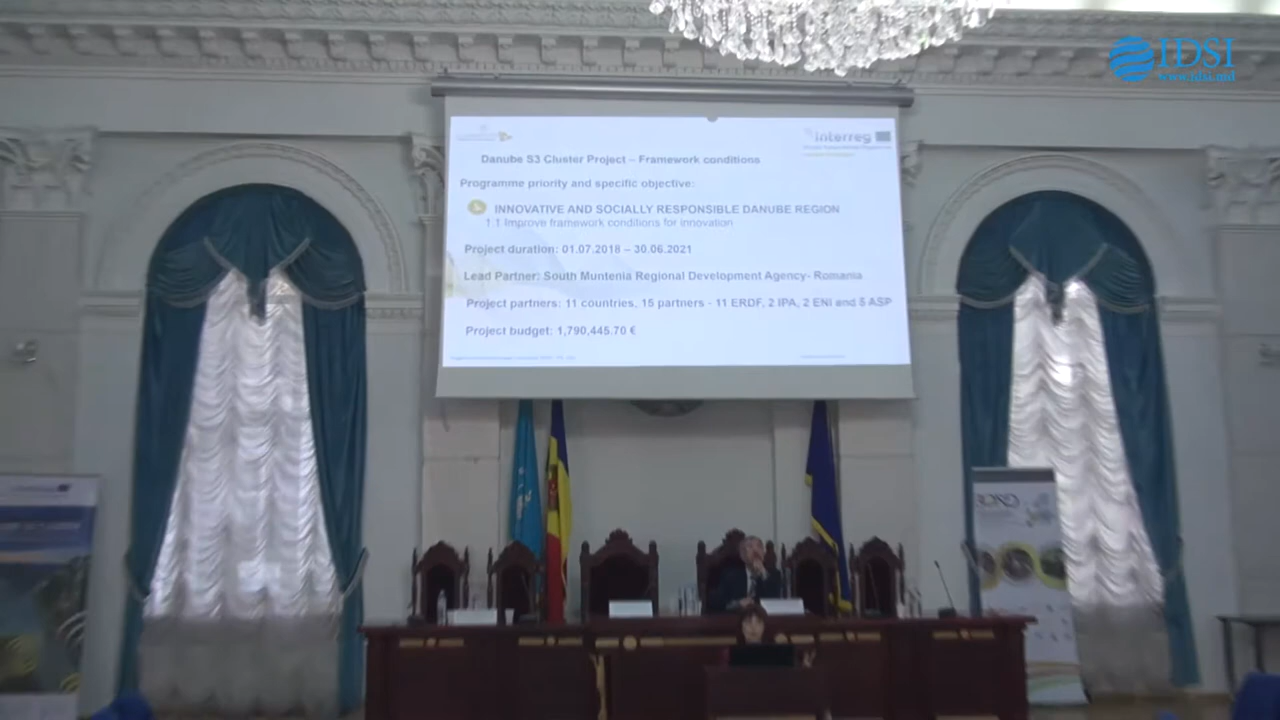 IDSI
www.idsi.md
Interreg
Danube S3 Cluster Project – Framework conditions
Programme priority and specific objective:
INNOVATIVE AND SOCIALLY RESPONSIBLE DANUBE REGION
1.1 Improve framework conditions for innovation
Project duration: 01.07.2018 – 30.06.2021
Lead Partner: South Muntenia Regional Development Agency- Romania
Project partners: 11 countries, 15 partners - 11 ERDF, 2 IPA, 2 ENI and 5 ASP
Project budget: 1,790,445.70 €